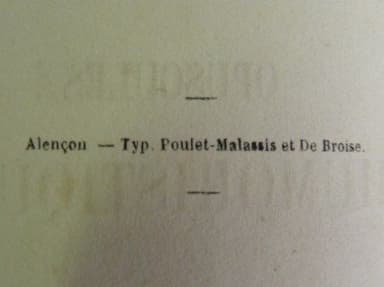 Alençon — Typ. Poulet-Malassis et De Broise.